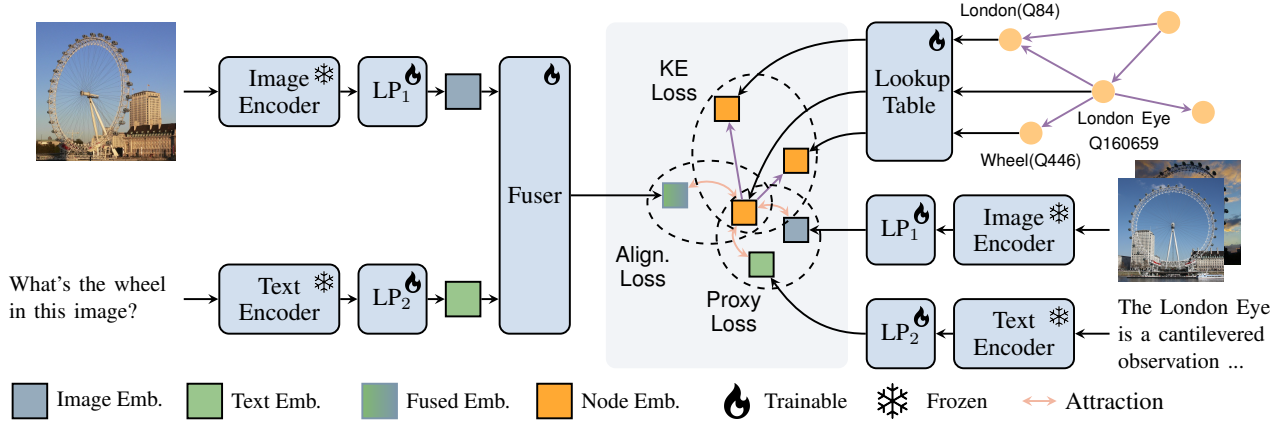 London(Q84)
Image
Encoder
LP1
KE
Loss
Lookup
Table
London Eye
Q160659
Wheel(Q446)
Fuser
Align.
Loss
LP1
Image
Encoder
What's the wheel
in this image?
Text
Encoder
LP2
Proxy
Loss
LP2
Text
Encoder
The London Eye
is a cantilevered
observation ...
Image Emb.
Text Emb.
Fused Emb.
Node Emb.
Trainable
Frozen
Attraction